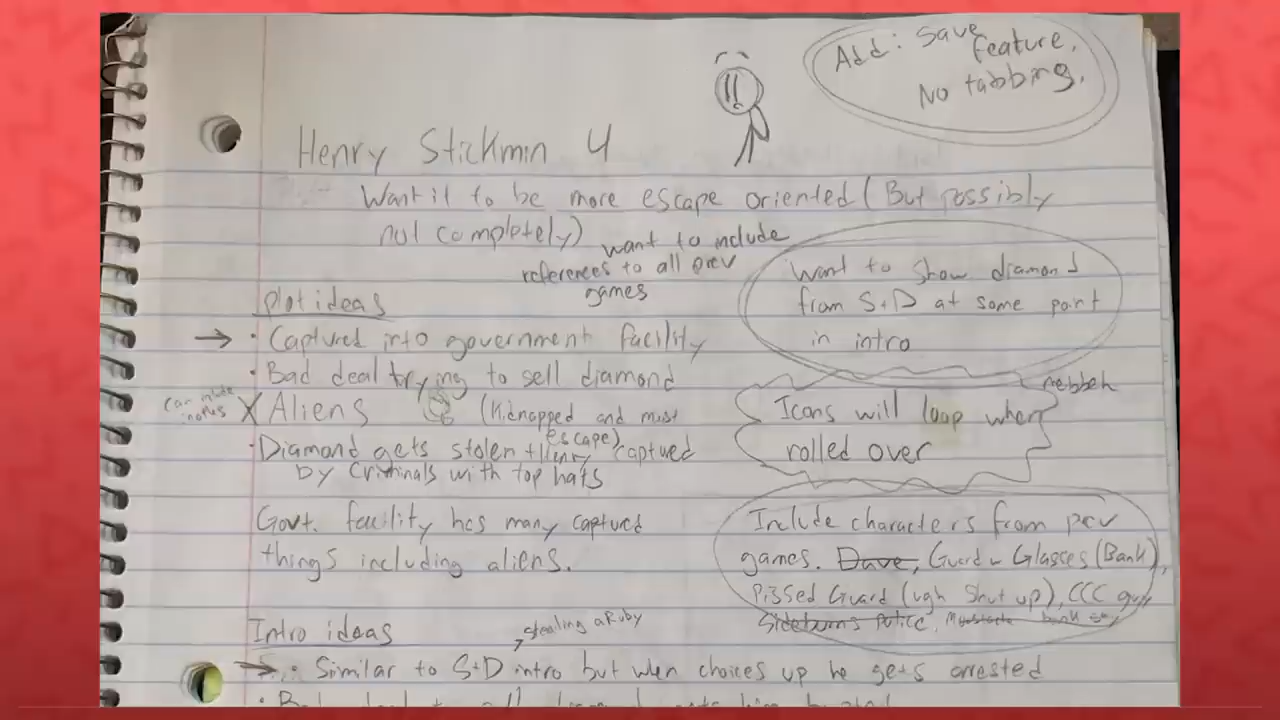 Add: Save
feature.
No tabbing.
Henry Stickmin 4
Want it to be more escape oriented (But possibly
not completely)
want to include
references to all prev
games
Want to show diamond
from S+D at some point
in intro
Plot ideas
→ • Captured into government facility
• Bad deal trying to sell diamond
can include
notes
X Aliens (Kidnapped and must
escape)
• Diamond gets stolen + Henry captured
by criminals with top hats
nebbeh
Icons will loop when
rolled over
Govt. facility has many captured
things including aliens.
Include characters from prev
games. Dave, Guard w Glasses (Bank),
Pissed Guard (ugh shut up), CCC guy,
Sideburns Police,
Intro ideas
→ stealing a Ruby
→ • Similar to S+D intro but when choices up he gets arrested